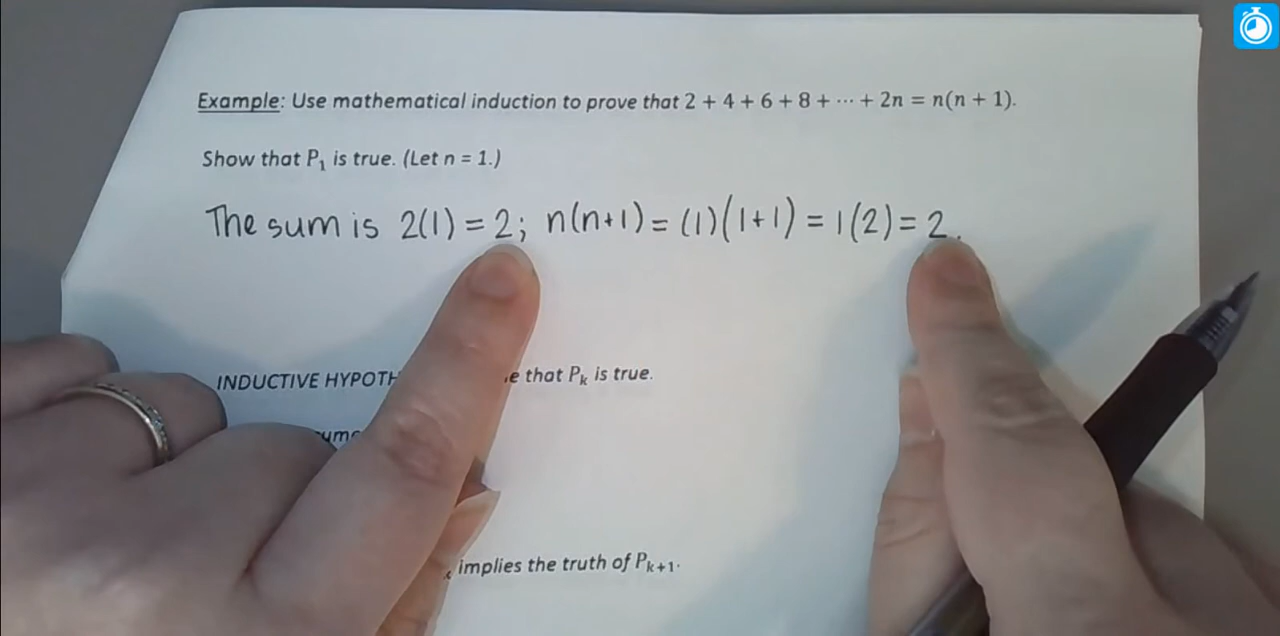 Example: Use mathematical induction to prove that 2 + 4 + 6 + 8 + ⋯ + 2n = n(n + 1).
Show that P₁ is true. (Let n = 1.)
The sum is 2(1) = 2; n(n+1) = (1)(1+1) = 1(2) = 2.
INDUCTIVE that Pₖ is true.
implies the truth of Pₖ₊₁.